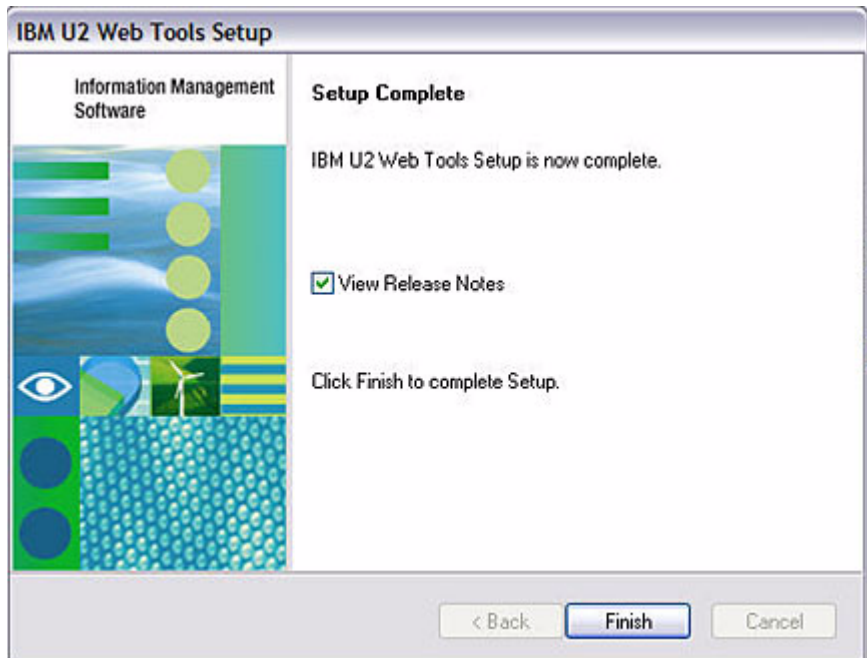 IBM U2 Web Tools Setup
Information Management
Software
Setup Complete
IBM U2 Web Tools Setup is now complete.
View Release Notes
Click Finish to complete Setup.
< Back
Finish
Cancel